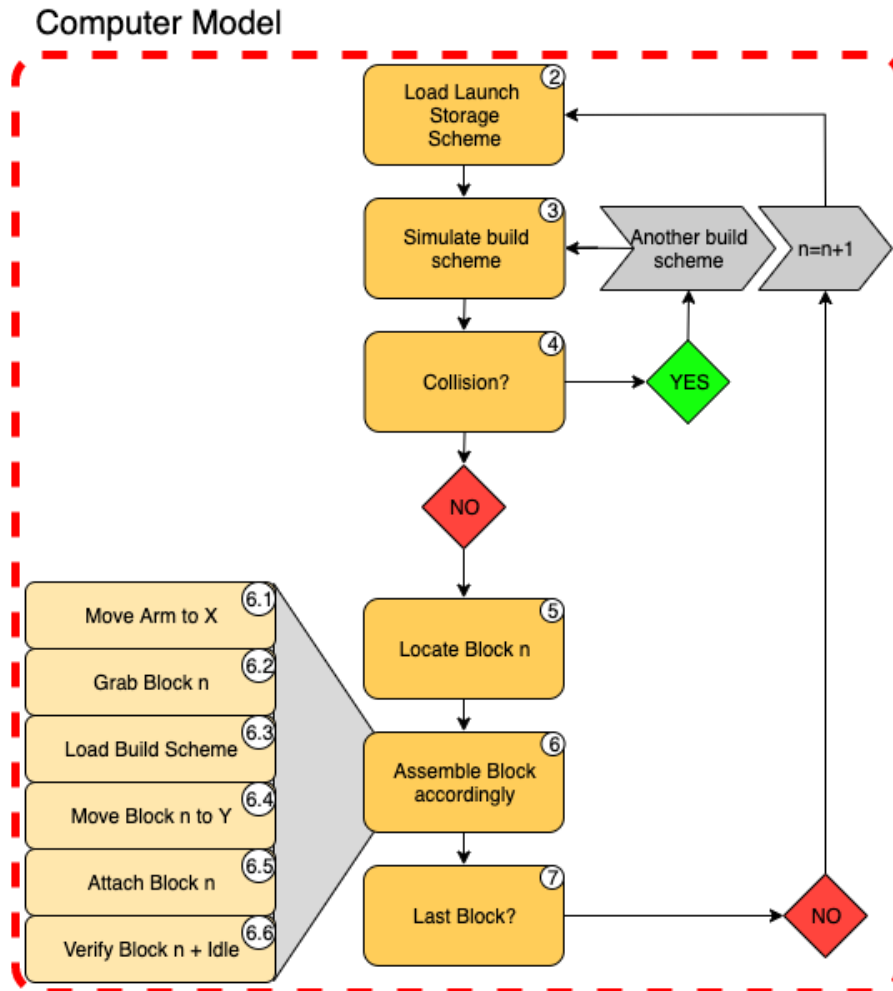 Computer Model
2
Load Launch
Storage
Scheme
3
Simulate build
scheme
Another build
scheme
n=n+1
4
Collision?
YES
NO
5
Locate Block n
6
Assemble Block
accordingly
7
Last Block?
NO
6.1
Move Arm to X
6.2
Grab Block n
6.3
Load Build Scheme
6.4
Move Block n to Y
6.5
Attach Block n
6.6
Verify Block n + Idle